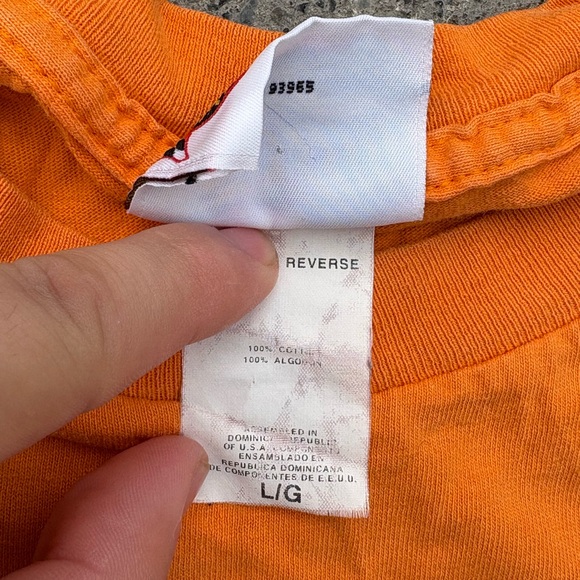 93965
REVERSE
100% COTTON
100% ALGODON
ASSEMBLED IN
DOMINICAN REPUBLIC
OF U.S.A. COMPONENTS
ENSAMBLADO EN
REPUBLICA DOMINICANA
DE COMPONENTES DE E.E.U.U.
L/G